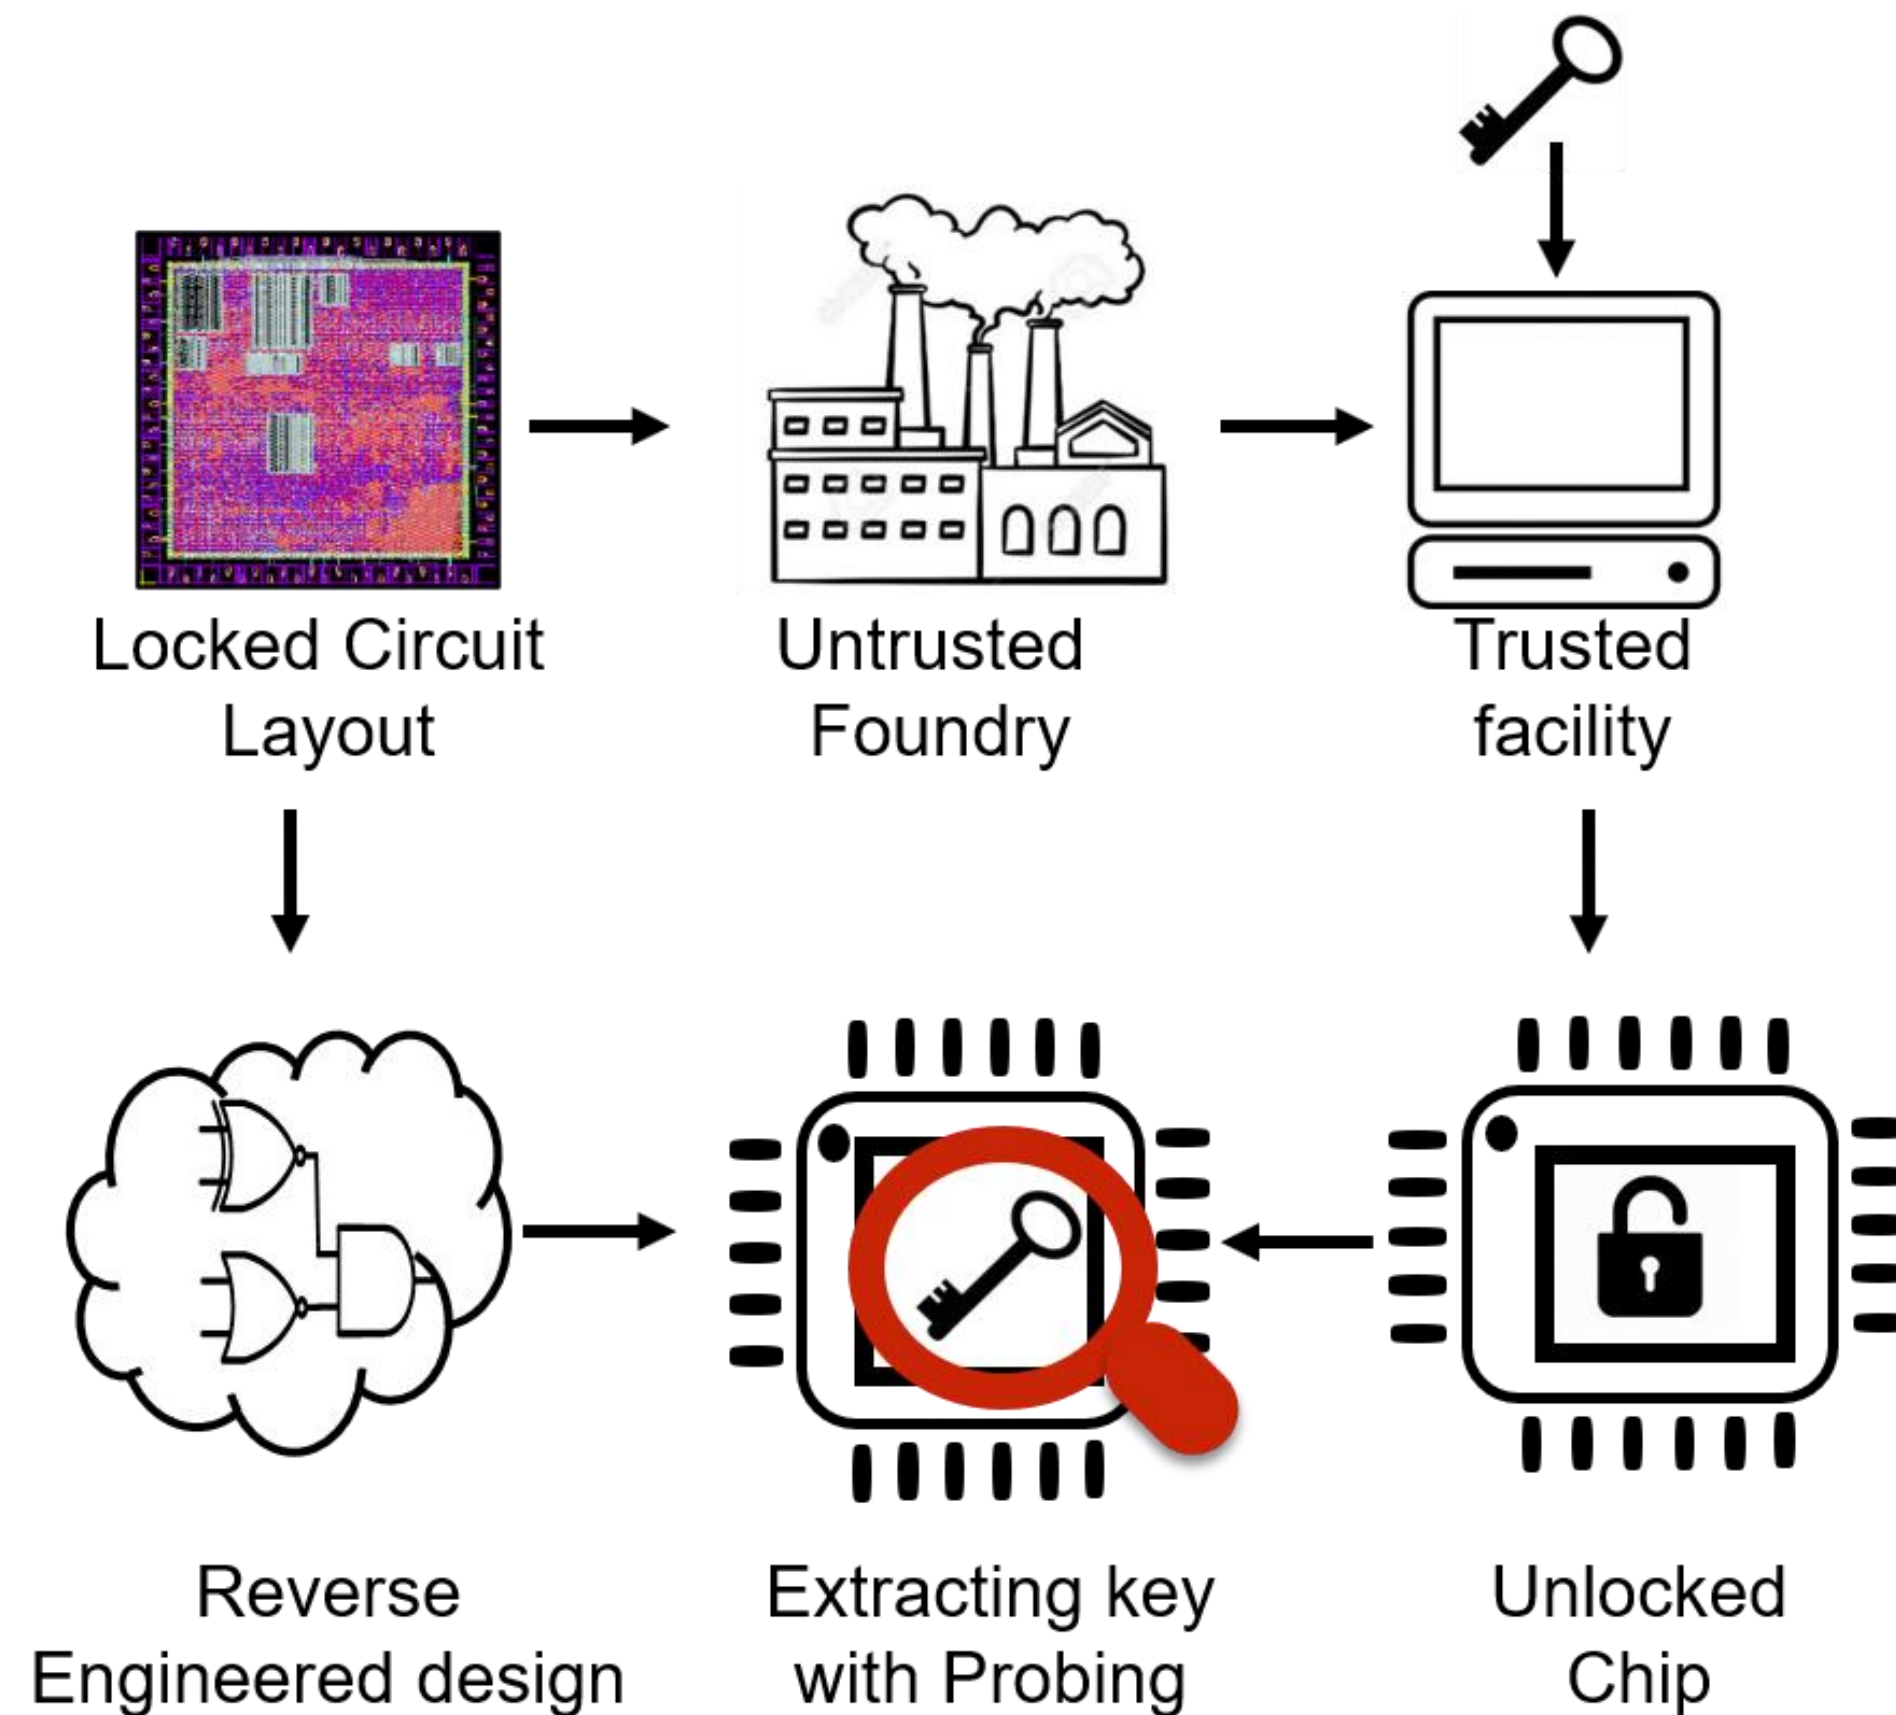 Locked Circuit
Layout
Untrusted
Foundry
Trusted
facility
Reverse
Engineered design
Extracting key
with Probing
Unlocked
Chip